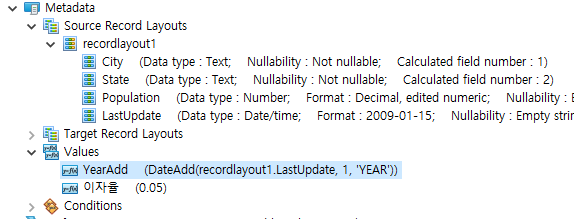 Metadata
Source Record Layouts
recordlayout1
City (Data type : Text; Nullability : Not nullable; Calculated field number : 1)
State (Data type : Text; Nullability : Not nullable; Calculated field number : 2)
Population (Data type : Number; Format : Decimal, edited numeric; Nullability : E
LastUpdate (Data type : Date/time; Format : 2009-01-15; Nullability : Empty strin
Target Record Layouts
Values
YearAdd (DateAdd(recordlayout1.LastUpdate, 1, 'YEAR'))
이자율 (0.05)
Conditions